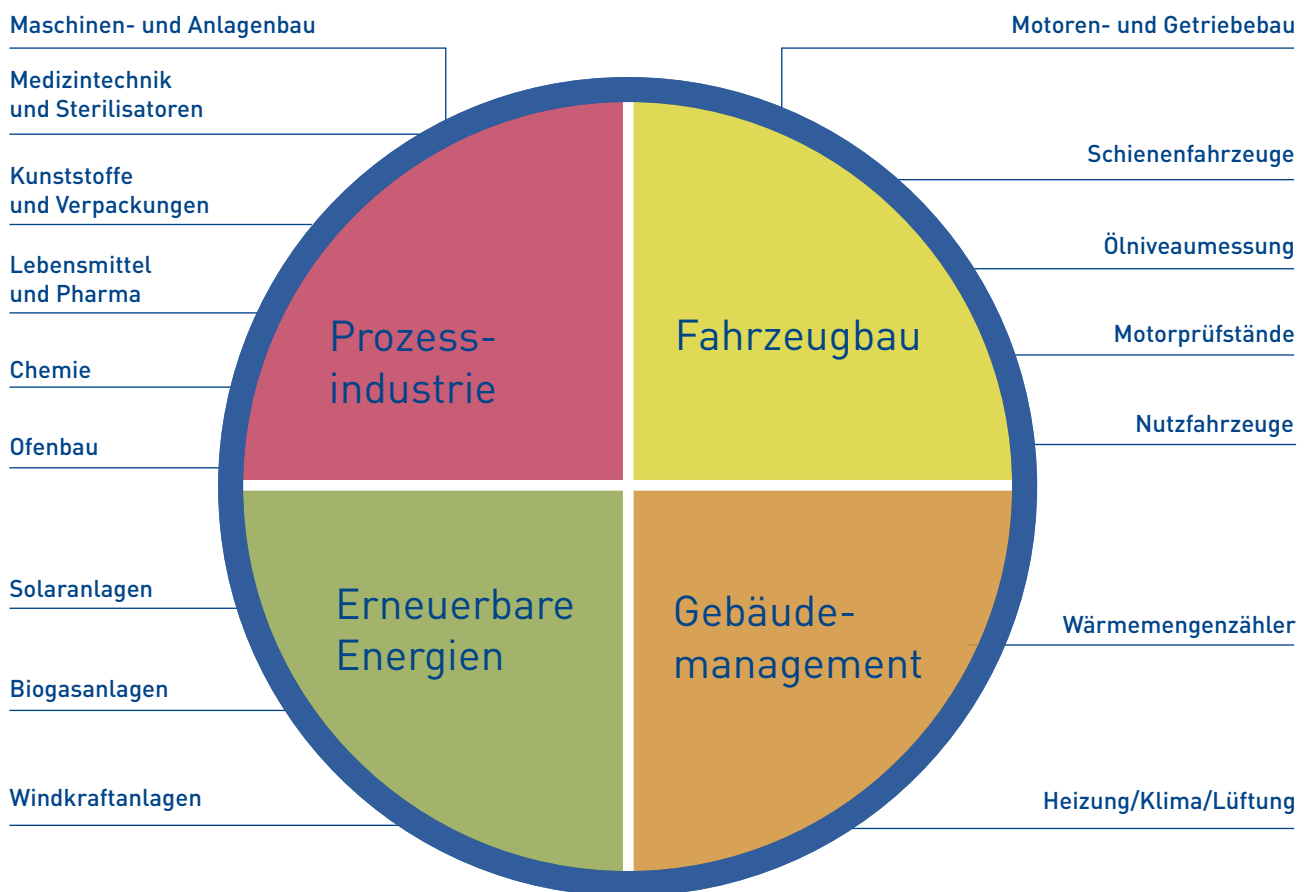 Maschinen- und Anlagenbau
Medizintechnik
und Sterilisatoren
Kunststoffe
und Verpackungen
Lebensmittel
und Pharma
Chemie
Ofenbau
Solaranlagen
Biogasanlagen
Windkraftanlagen
Prozess-
industrie
Fahrzeugbau
Erneuerbare
Energien
Gebäude-
management
Motoren- und Getriebebau
Schienenfahrzeuge
Ölniveaumessung
Motorprüfstände
Nutzfahrzeuge
Wärmemengenzähler
Heizung/Klima/Lüftung